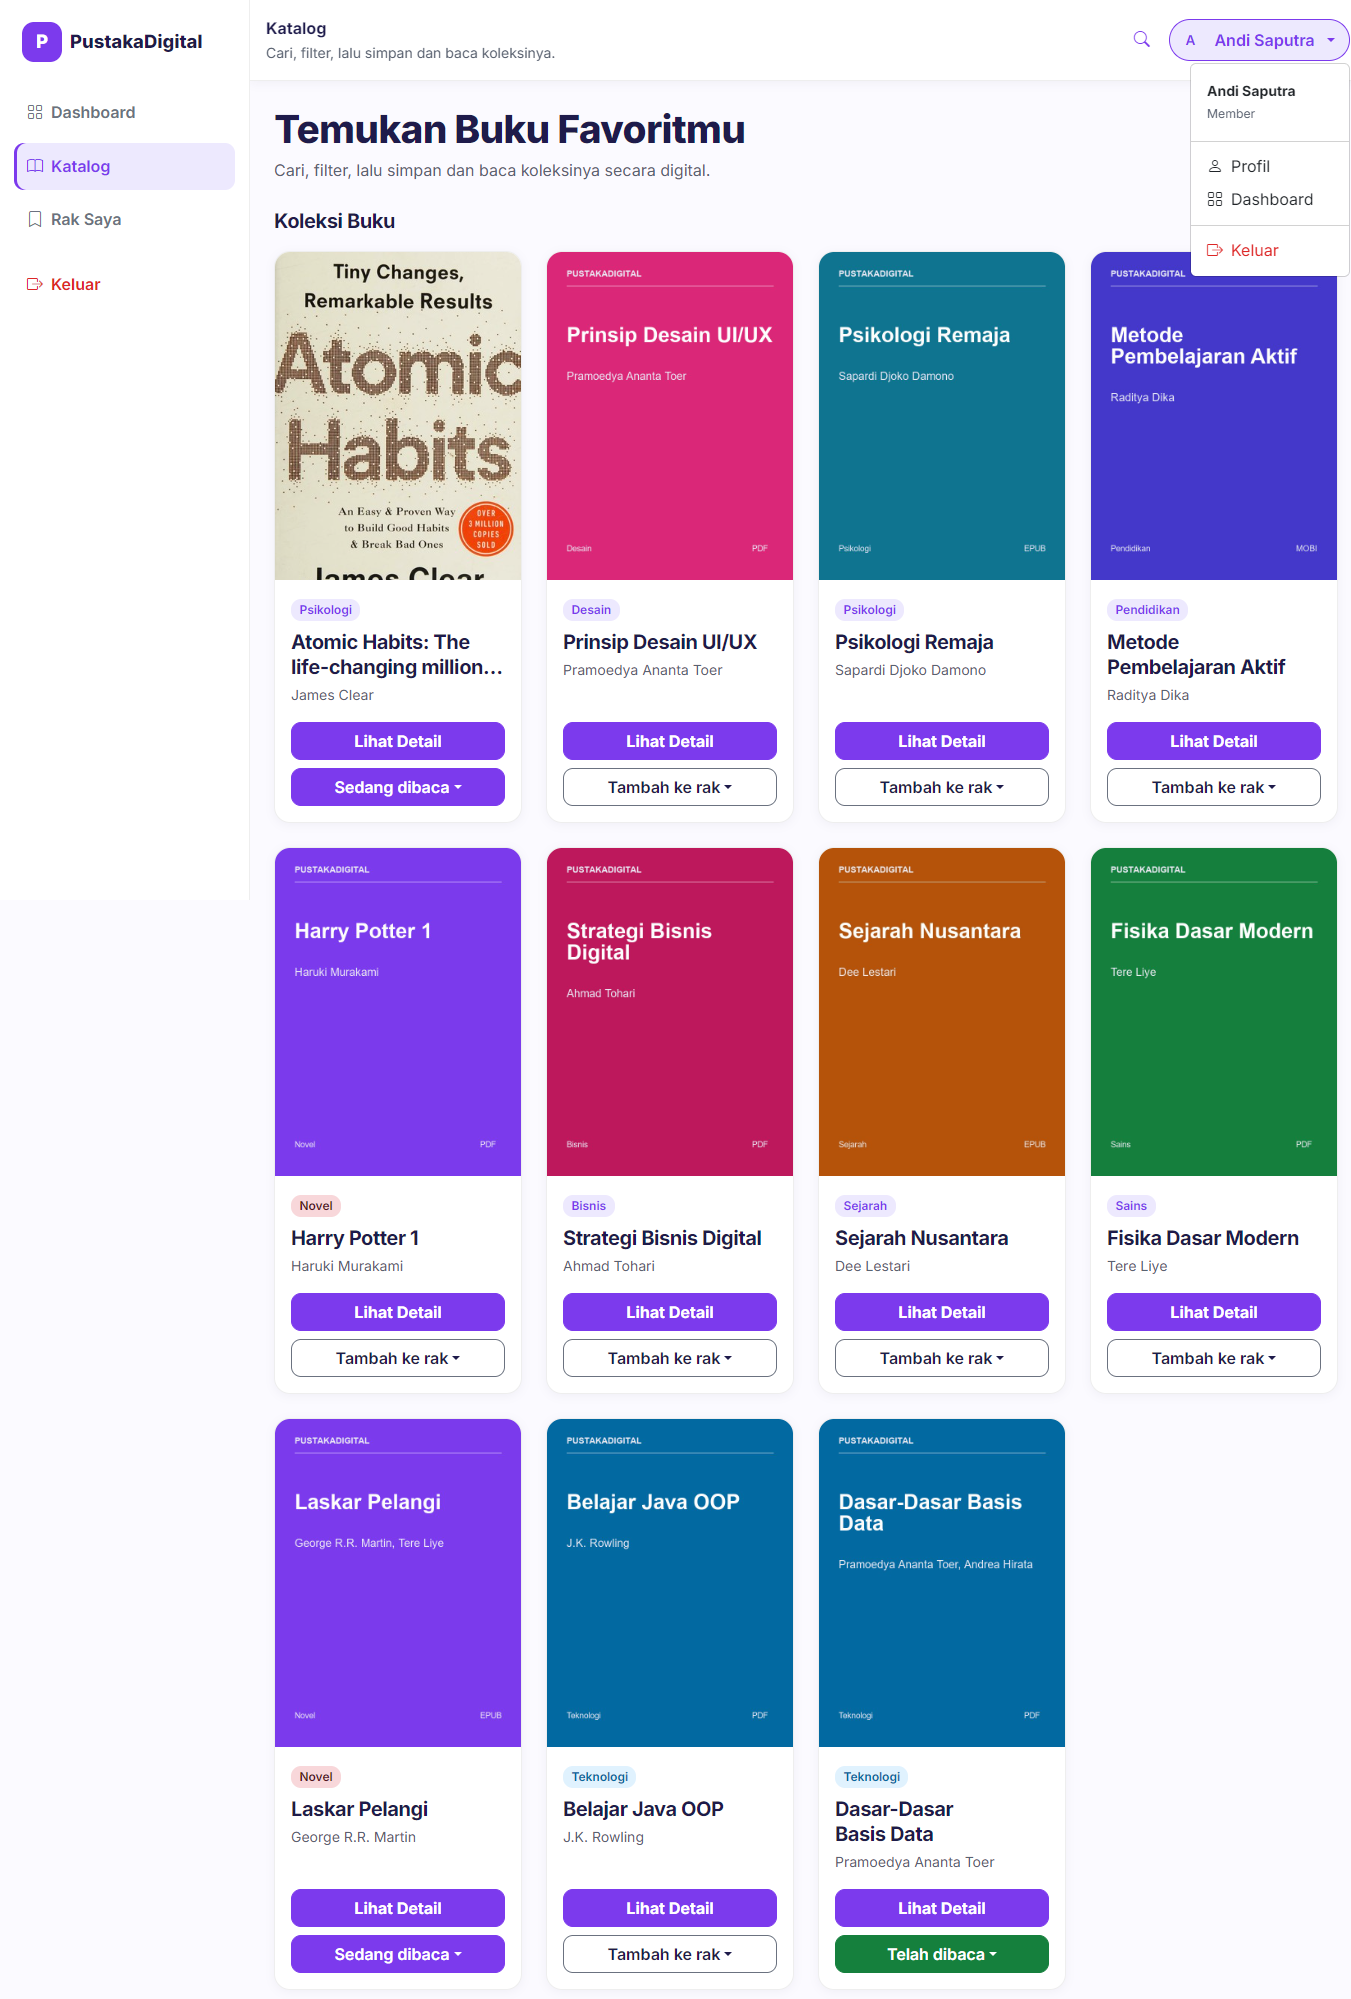 P PustakaDigital
Dashboard
Katalog
Rak Saya
Keluar
Katalog
Cari, filter, lalu simpan dan baca koleksinya.
A Andi Saputra
Andi Saputra
Member
Profil
Dashboard
Keluar
Temukan Buku Favoritmu
Cari, filter, lalu simpan dan baca koleksinya secara digital.
Koleksi Buku
Tiny Changes,
Remarkable Results
Atomic
Habits
An Easy & Proven Way
to Build Good Habits
& Break Bad Ones
OVER
3 MILLION
COPIES
SOLD
James Clear
Psikologi
Atomic Habits: The
life-changing million...
James Clear
Lihat Detail
Sedang dibaca
PUSTAKADIGITAL
Prinsip Desain UI/UX
Pramoedya Ananta Toer
Desain PDF
Desain
Prinsip Desain UI/UX
Pramoedya Ananta Toer
Lihat Detail
Tambah ke rak
PUSTAKADIGITAL
Psikologi Remaja
Sapardi Djoko Damono
Psikologi EPUB
Psikologi
Psikologi Remaja
Sapardi Djoko Damono
Lihat Detail
Tambah ke rak
PUSTAKADIGITAL
Metode
Pembelajaran Aktif
Raditya Dika
Pendidikan MOBI
Pendidikan
Metode
Pembelajaran Aktif
Raditya Dika
Lihat Detail
Tambah ke rak
PUSTAKADIGITAL
Harry Potter 1
Haruki Murakami
Novel PDF
Novel
Harry Potter 1
Haruki Murakami
Lihat Detail
Tambah ke rak
PUSTAKADIGITAL
Strategi Bisnis
Digital
Ahmad Tohari
Bisnis PDF
Bisnis
Strategi Bisnis Digital
Ahmad Tohari
Lihat Detail
Tambah ke rak
PUSTAKADIGITAL
Sejarah Nusantara
Dee Lestari
Sejarah EPUB
Sejarah
Sejarah Nusantara
Dee Lestari
Lihat Detail
Tambah ke rak
PUSTAKADIGITAL
Fisika Dasar Modern
Tere Liye
Sains PDF
Sains
Fisika Dasar Modern
Tere Liye
Lihat Detail
Tambah ke rak
PUSTAKADIGITAL
Laskar Pelangi
George R.R. Martin, Tere Liye
Novel EPUB
Novel
Laskar Pelangi
George R.R. Martin
Lihat Detail
Sedang dibaca
PUSTAKADIGITAL
Belajar Java OOP
J.K. Rowling
Teknologi PDF
Teknologi
Belajar Java OOP
J.K. Rowling
Lihat Detail
Tambah ke rak
PUSTAKADIGITAL
Dasar-Dasar Basis
Data
Pramoedya Ananta Toer, Andrea Hirata
Teknologi PDF
Teknologi
Dasar-Dasar
Basis Data
Pramoedya Ananta Toer
Lihat Detail
Telah dibaca